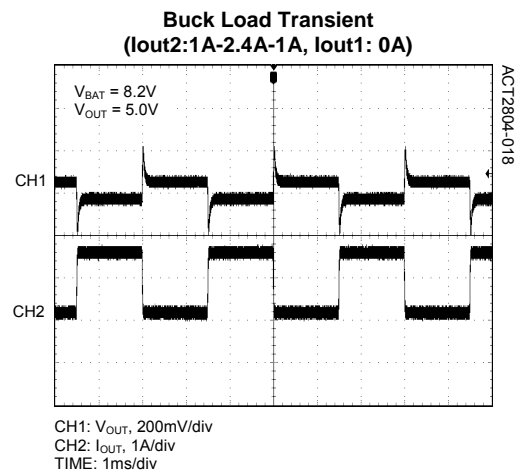 Buck Load Transient
(Iout2:1A-2.4A-1A, Iout1: 0A)
VBAT = 8.2V
VOUT = 5.0V
ACT2804-018
CH1
CH2
CH1: VOUT, 200mV/div
CH2: IOUT, 1A/div
TIME: 1ms/div